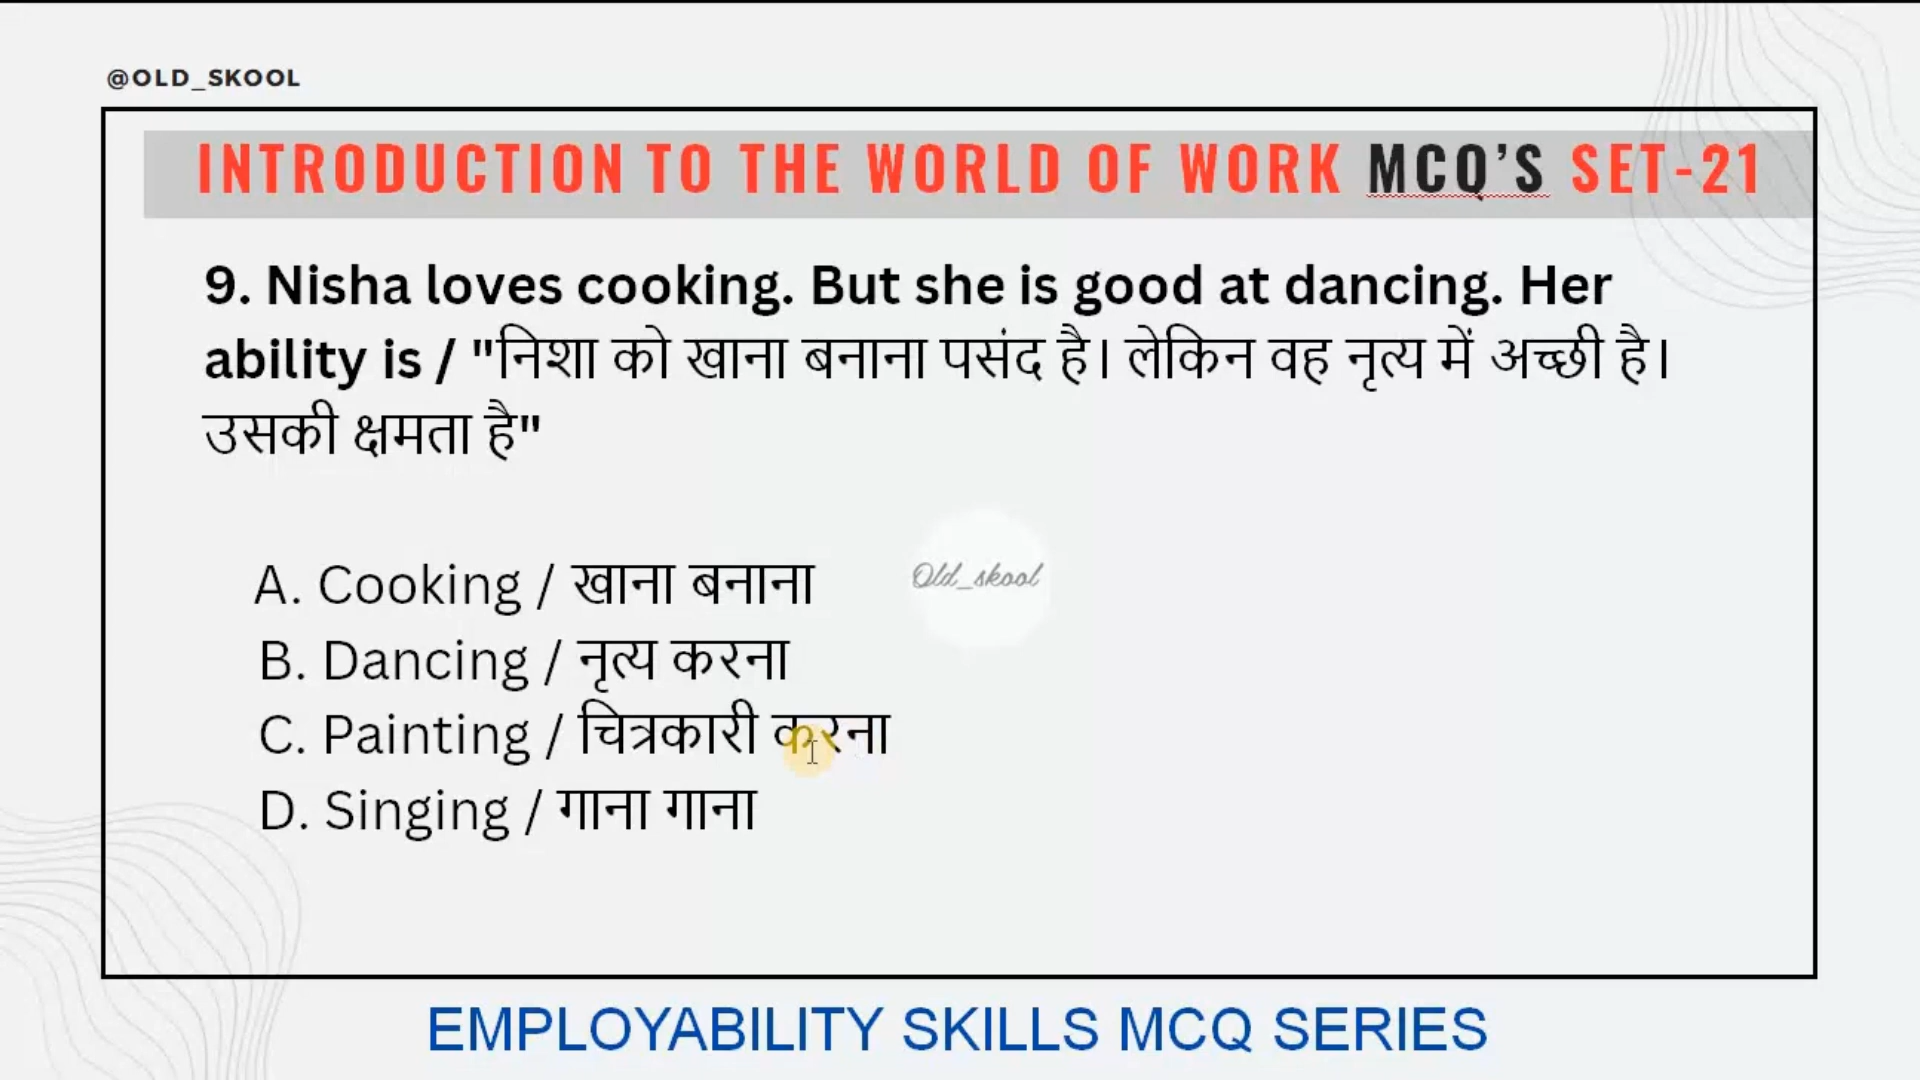 @OLD_SKOOL
INTRODUCTION TO THE WORLD OF WORK MCQ'S SET-21
9. Nisha loves cooking. But she is good at dancing. Her
ability is / "निशा को खाना बनाना पसंद है। लेकिन वह नृत्य में अच्छी है।
उसकी क्षमता है"
A. Cooking / खाना बनाना
Old_skool
B. Dancing / नृत्य करना
C. Painting / चित्रकारी करना
D. Singing / गाना गाना
EMPLOYABILITY SKILLS MCQ SERIES